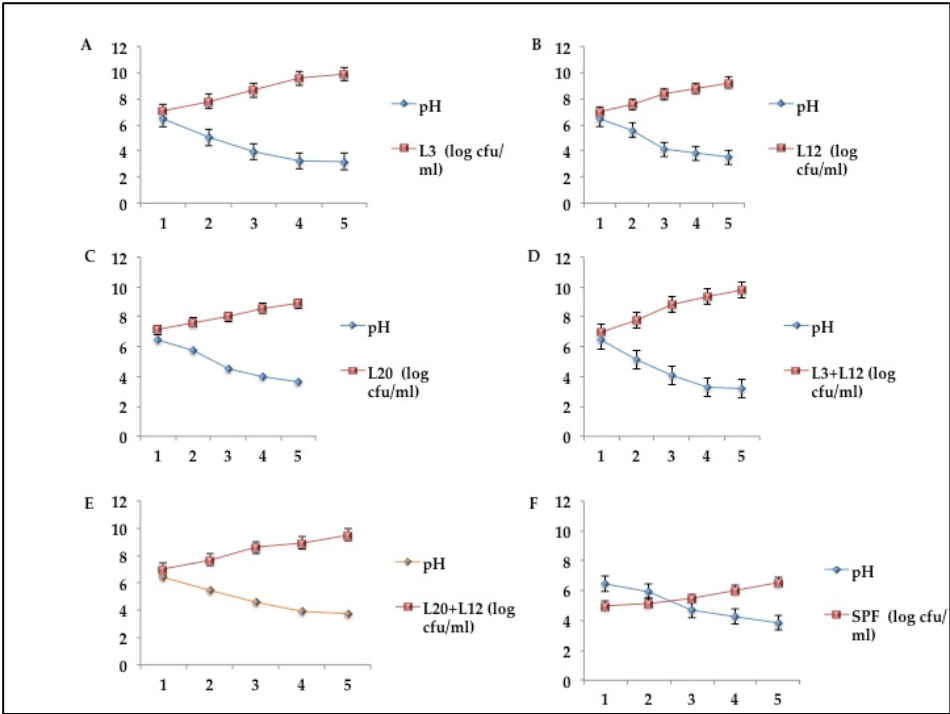 A
12
10
8
6
4
2
0
1 2 3 4 5
pH
L3 (log cfu/
ml)
B
12
10
8
6
4
2
0
1 2 3 4 5
pH
L12 (log
cfu/ml)
C
12
10
8
6
4
2
0
1 2 3 4 5
pH
L20 (log
cfu/ml)
D
12
10
8
6
4
2
0
1 2 3 4 5
pH
L3+L12 (log
cfu/ml)
E
12
10
8
6
4
2
0
1 2 3 4 5
pH
L20+L12 (log
cfu/ml)
F
12
10
8
6
4
2
0
1 2 3 4 5
pH
SPF (log cfu/
ml)